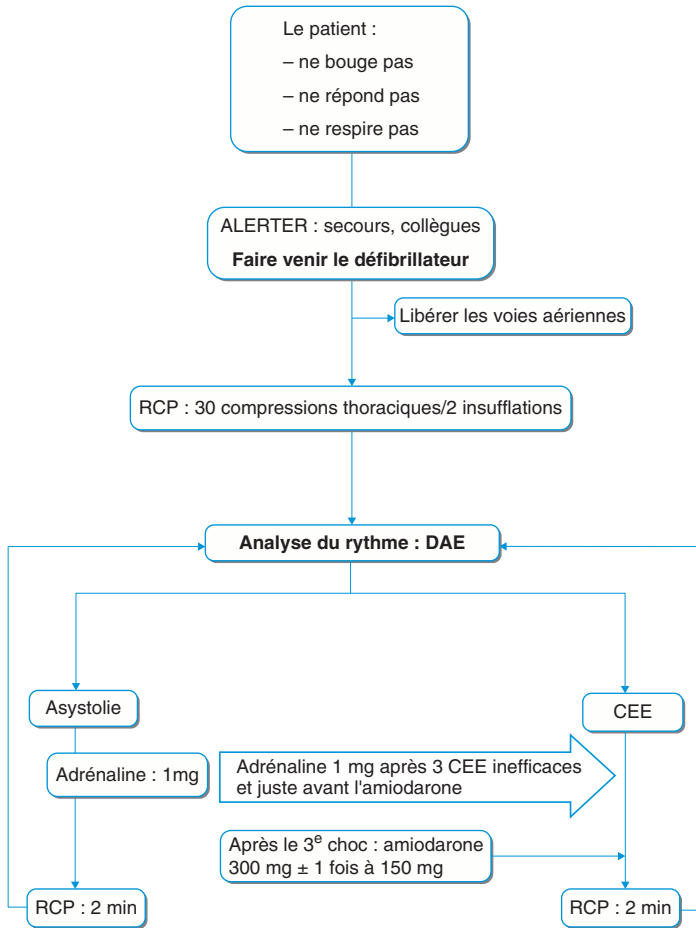 Le patient :
– ne bouge pas
– ne répond pas
– ne respire pas
ALERTER : secours, collègues
Faire venir le défibrillateur
Libérer les voies aériennes
RCP : 30 compressions thoraciques/2 insufflations
Analyse du rythme : DAE
Asystolie
CEE
Adrénaline : 1mg
Adrénaline 1 mg après 3 CEE inefficaces
et juste avant l'amiodarone
Après le 3e choc : amiodarone
300 mg ± 1 fois à 150 mg
RCP : 2 min
RCP : 2 min